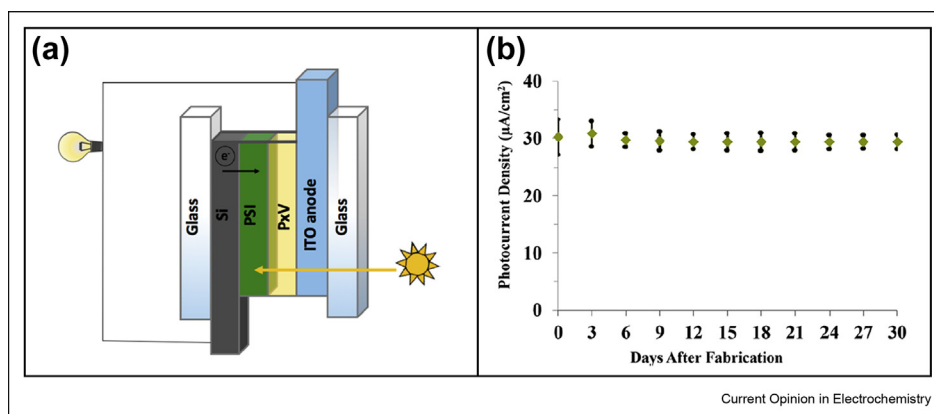 (a)
Glass
Si
e-
PSI
PxV
ITO anode
Glass
(b)
Photocurrent Density (µA/cm²)
40
30
20
10
0
0 3 6 9 12 15 18 21 24 27 30
Days After Fabrication
Current Opinion in Electrochemistry